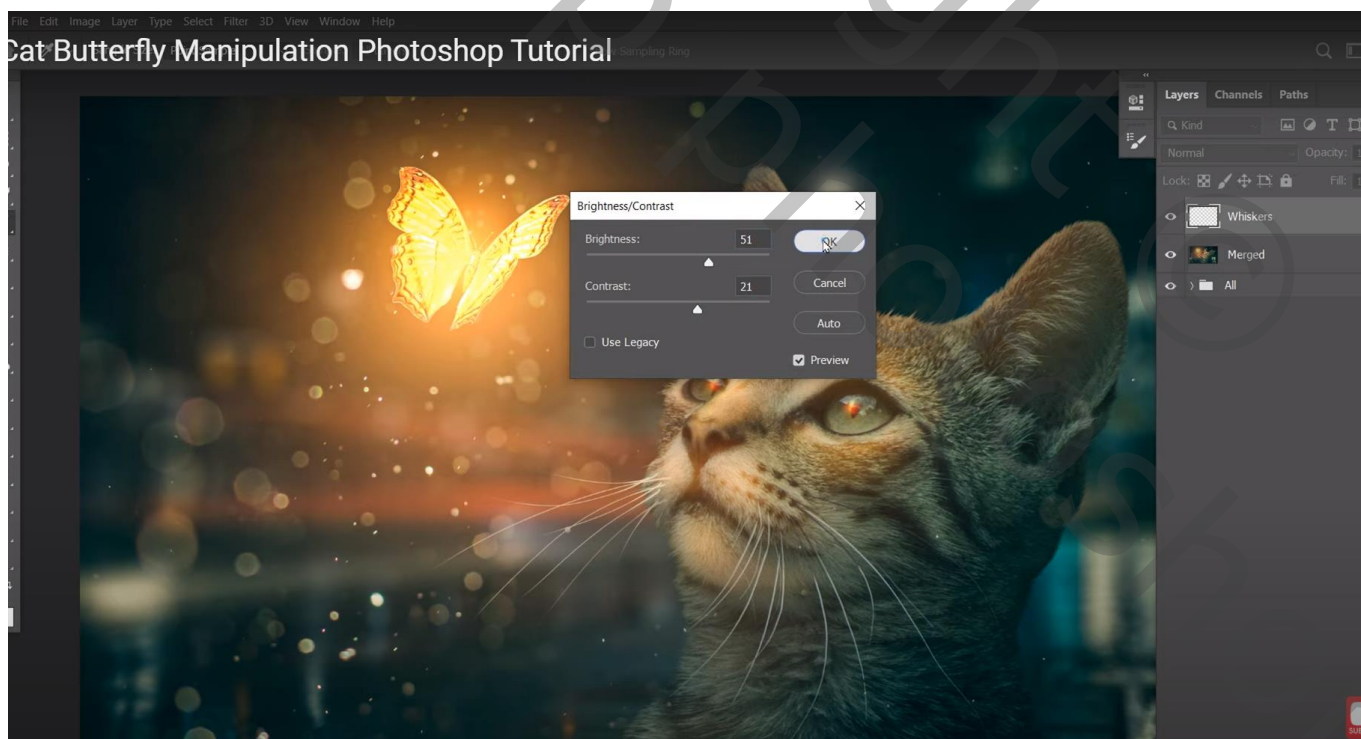 File Edit Image Layer Type Select Filter 3D View Window Help
Cat Butterfly Manipulation Photoshop Tutorial
Sampling Ring
Layers Channels Paths
Kind
Normal Opacity:
Lock: Fill:
Whiskers
Merged
All
Brightness/Contrast
Brightness: 51
OK
Contrast: 21
Cancel
Auto
Use Legacy
Preview